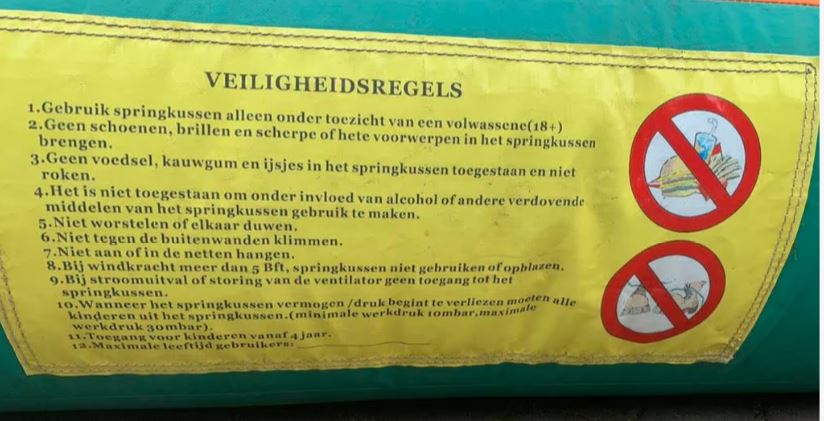 VEILIGHEIDSREGELS
1.Gebruik springkussen alleen onder toezicht van een volwassene(18+)
2.Geen schoenen, brillen en scherpe of hete voorwerpen in het springkussen
brengen.
3.Geen voedsel, kauwgum en ijsjes in het springkussen toegestaan en niet
roken.
4.Het is niet toegestaan om onder invloed van alcohol of andere verdovende
middelen van het springkussen gebruik te maken.
5.Niet worstelen of elkaar duwen.
6.Niet tegen de buitenwanden klimmen.
7.Niet aan of in de netten hangen.
8.Bij windkracht meer dan 5 Bft, springkussen niet gebruiken of opblazen.
9.Bij stroomuitval of storing van de ventilator geen toegang tot het
springkussen.
10.Wanneer het springkussen vermogen /druk begint te verliezen moeten alle
kinderen uit het springkussen.(minimale werkdruk 10mbar,maximale
werkdruk 30mbar).
11.Toegang voor kinderen vanaf 4 jaar.
12.Maximale leeftijd gebruikers: